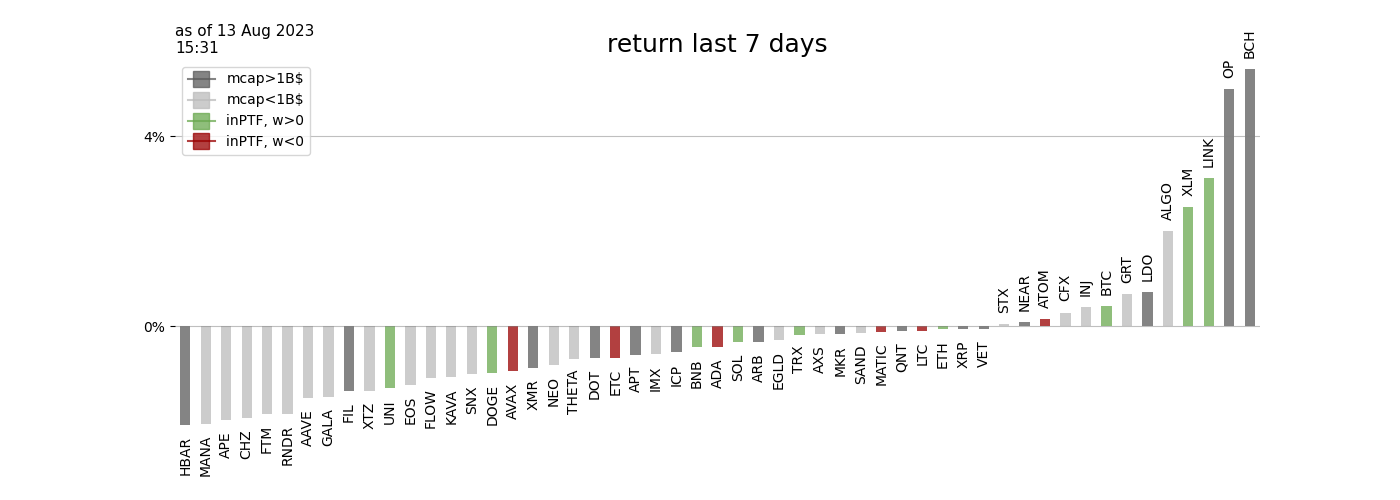 as of 13 Aug 2023
15:31
return last 7 days
mcap>1B$
mcap<1B$
inPTF, w>0
inPTF, w<0
4%
0%
HBAR
MANA
APE
CHZ
FTM
RNDR
AAVE
GALA
FIL
XTZ
UNI
EOS
FLOW
KAVA
SNX
DOGE
AVAX
XMR
NEO
THETA
DOT
ETC
APT
IMX
ICP
BNB
ADA
SOL
ARB
EGLD
TRX
AXS
MKR
SAND
MATIC
QNT
LTC
ETH
XRP
VET
STX
NEAR
ATOM
CFX
INJ
BTC
GRT
LDO
ALGO
XLM
LINK
OP
BCH